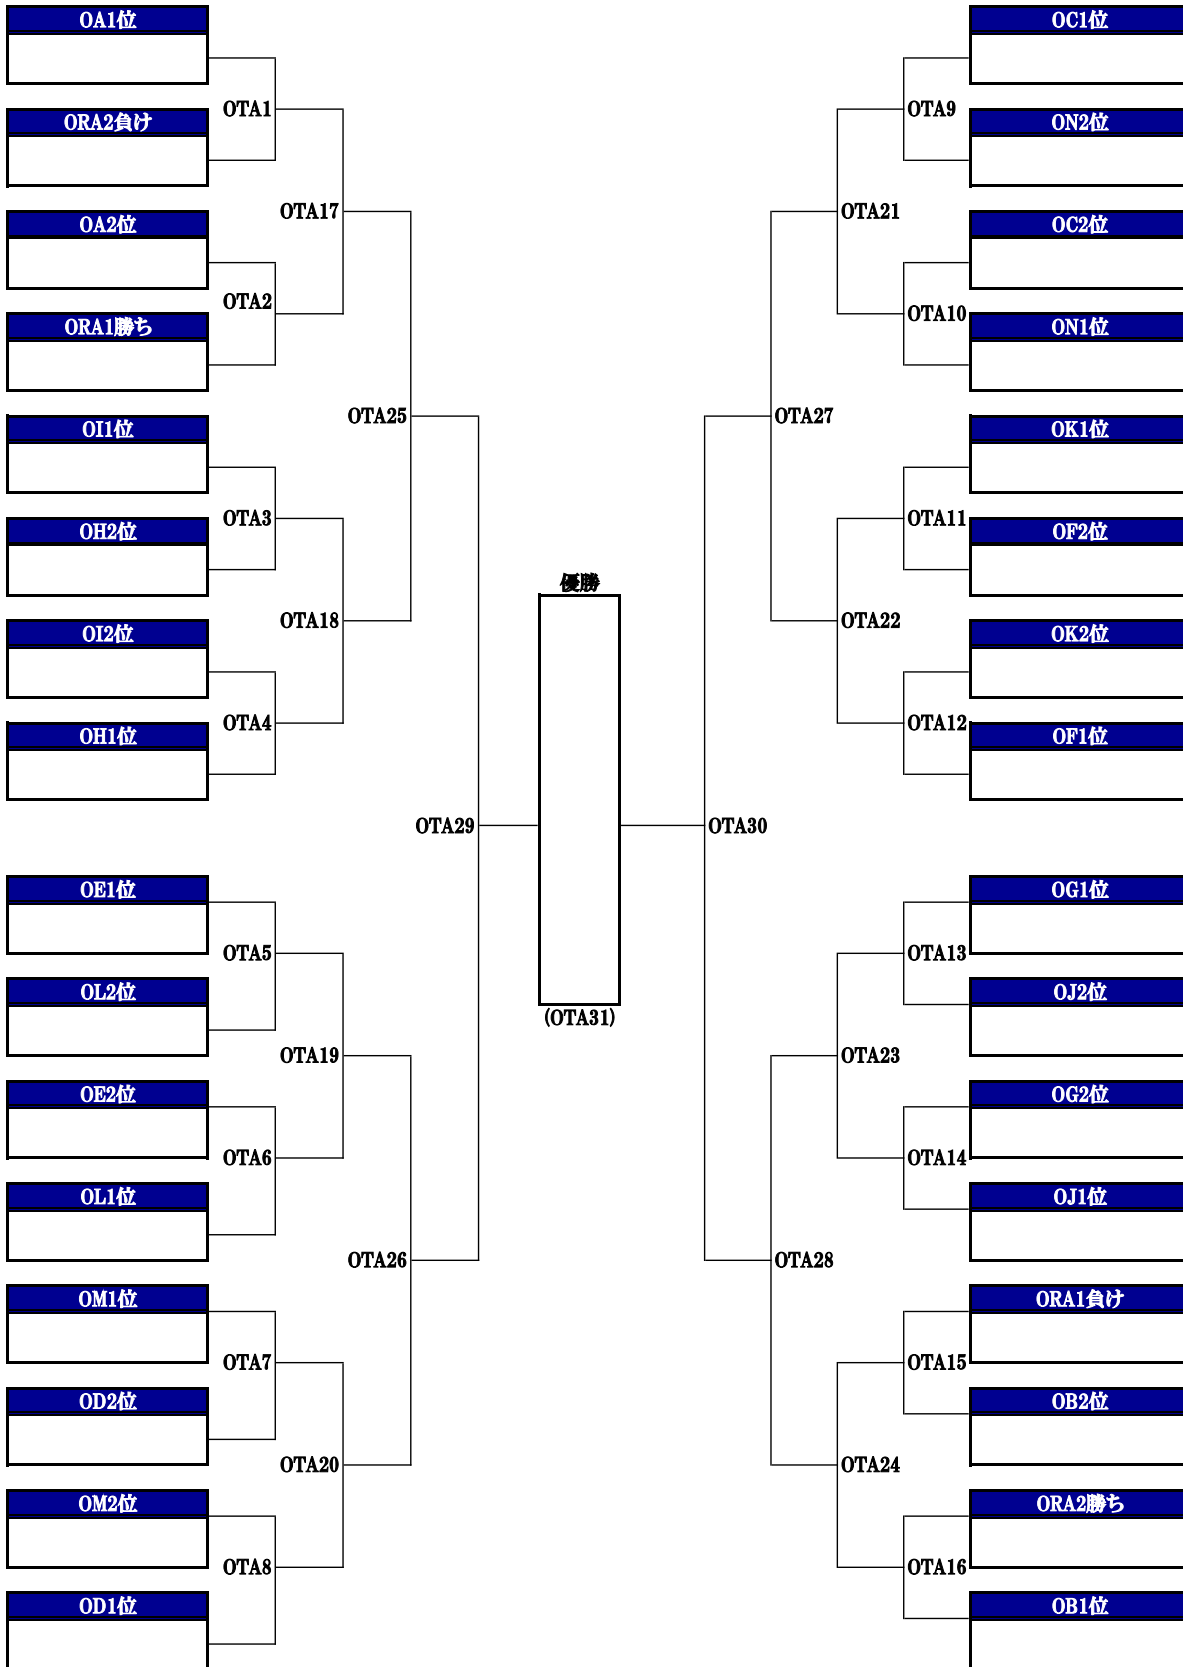 OA1位
OTA1
ORA2負け
OTA17
OA2位
OTA2
ORA1勝ち
OTA25
OI1位
OTA3
OH2位
OTA18
OI2位
OTA4
OH1位
OTA29
OE1位
OTA5
OL2位
OTA19
OE2位
OTA6
OL1位
OTA26
OM1位
OTA7
OD2位
OTA20
OM2位
OTA8
OD1位
優勝
(OTA31)
OC1位
OTA9
ON2位
OTA21
OC2位
OTA10
ON1位
OTA27
OK1位
OTA11
OF2位
OTA22
OK2位
OTA12
OF1位
OTA30
OG1位
OTA13
OJ2位
OTA23
OG2位
OTA14
OJ1位
OTA28
ORA1負け
OTA15
OB2位
OTA24
ORA2勝ち
OTA16
OB1位